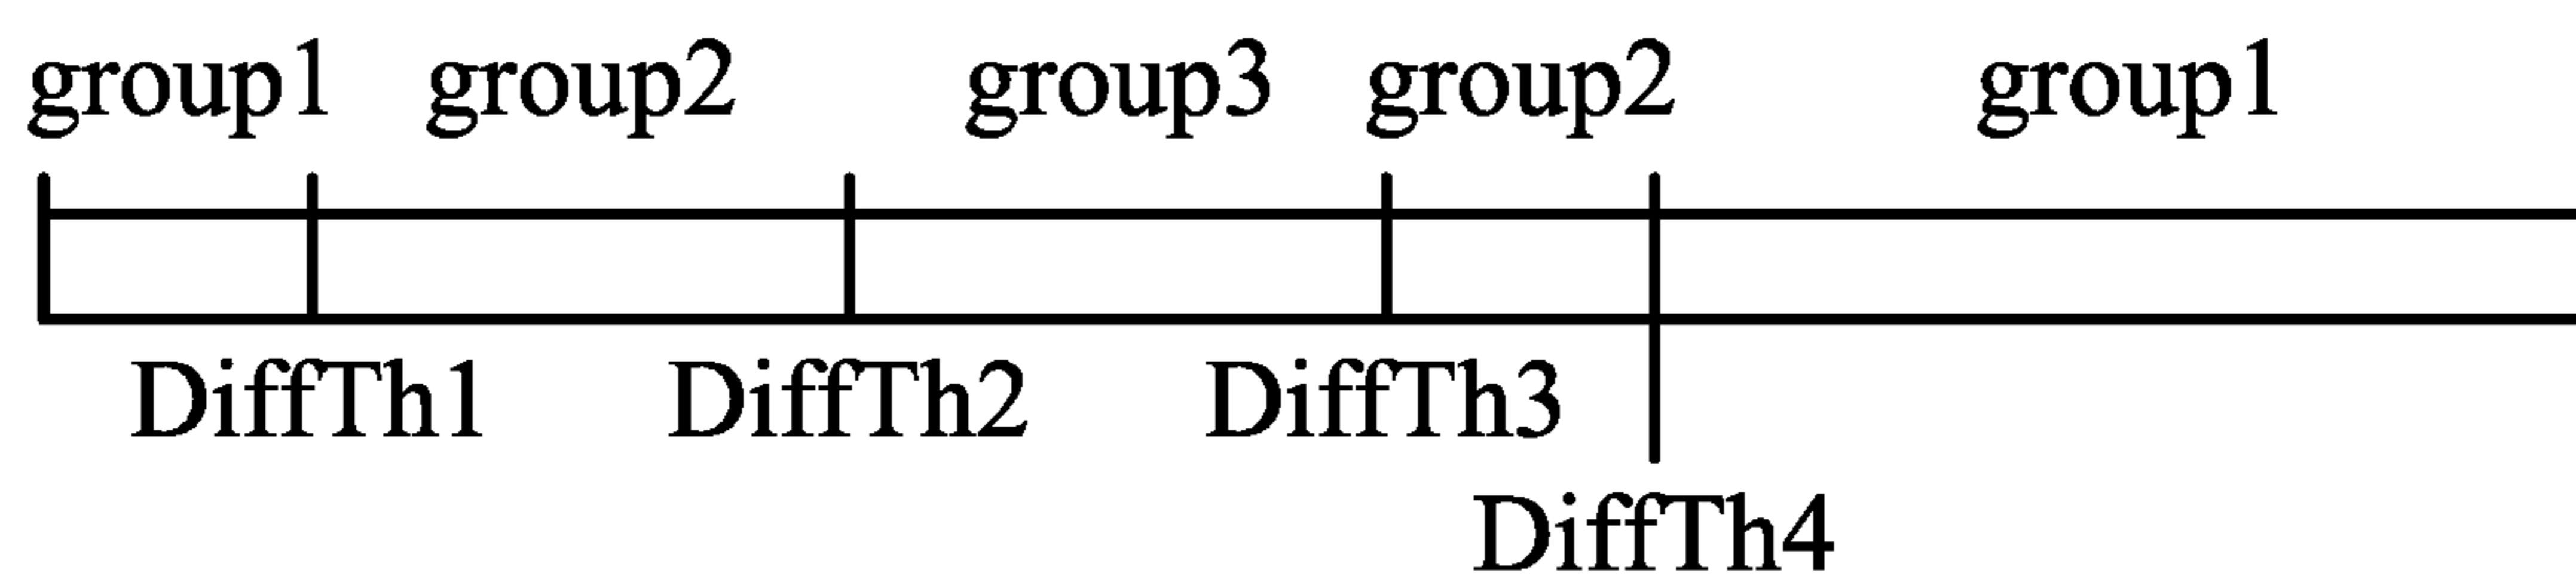 group1 group2 group3 group2 group1
DiffTh1 DiffTh2 DiffTh3
DiffTh4